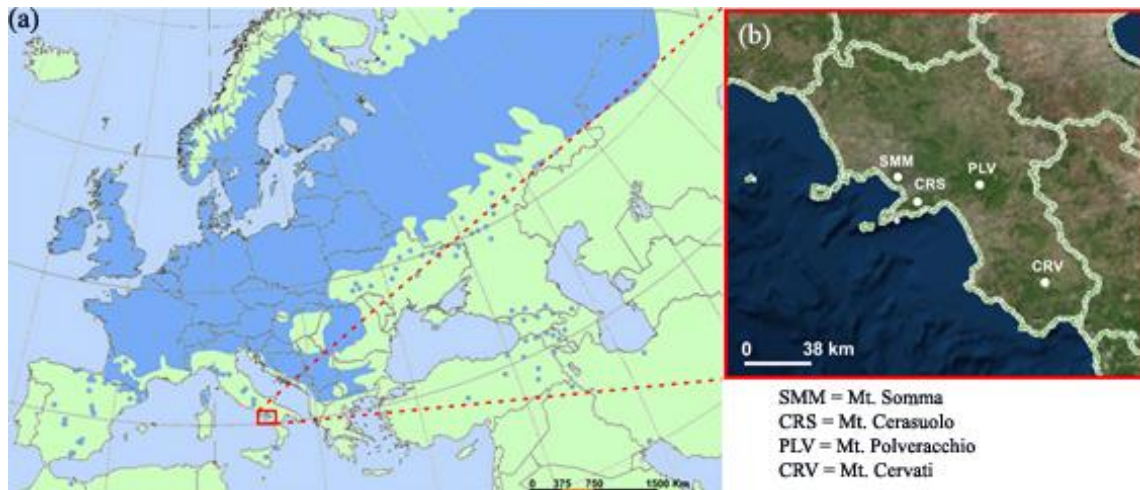 (a)
0 375 750 1500 Km
(b)
SMM
CRS
PLV
CRV
0 38 km
SMM = Mt. Somma
CRS = Mt. Cerasuolo
PLV = Mt. Polveracchio
CRV = Mt. Cervati